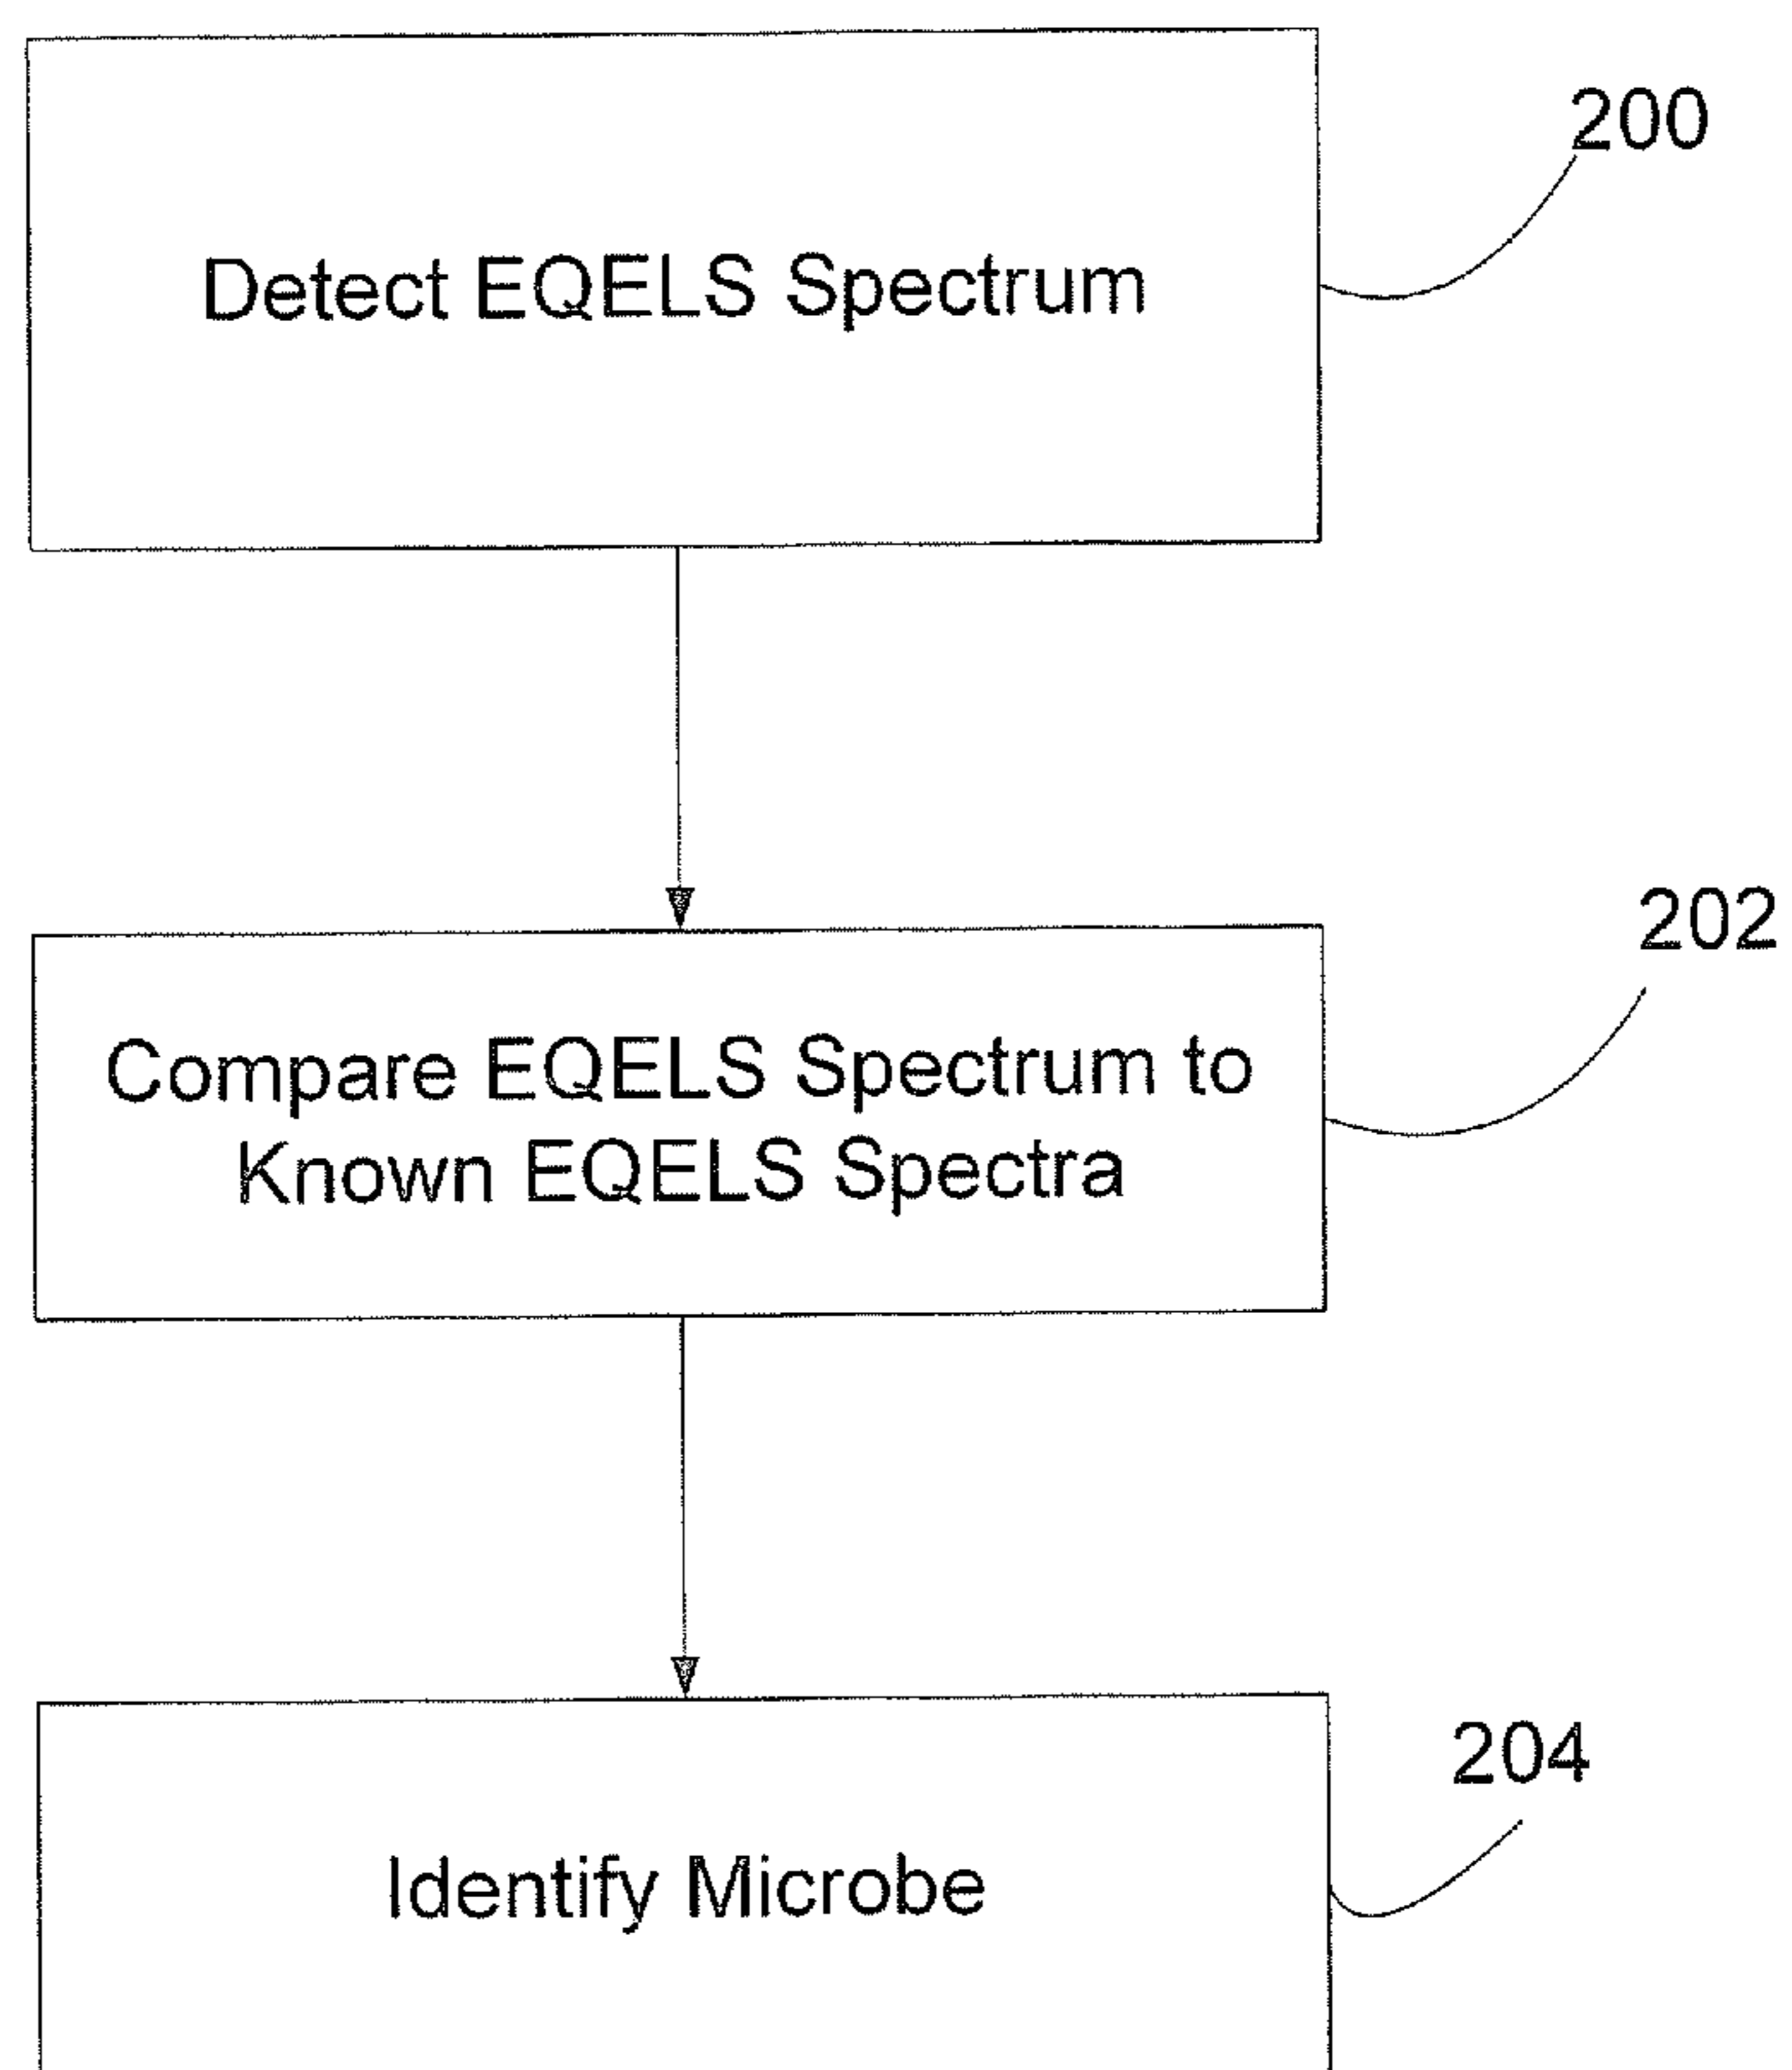 200
Detect EQELS Spectrum
202
Compare EQELS Spectrum to
Known EQELS Spectra
204
Identify Microbe